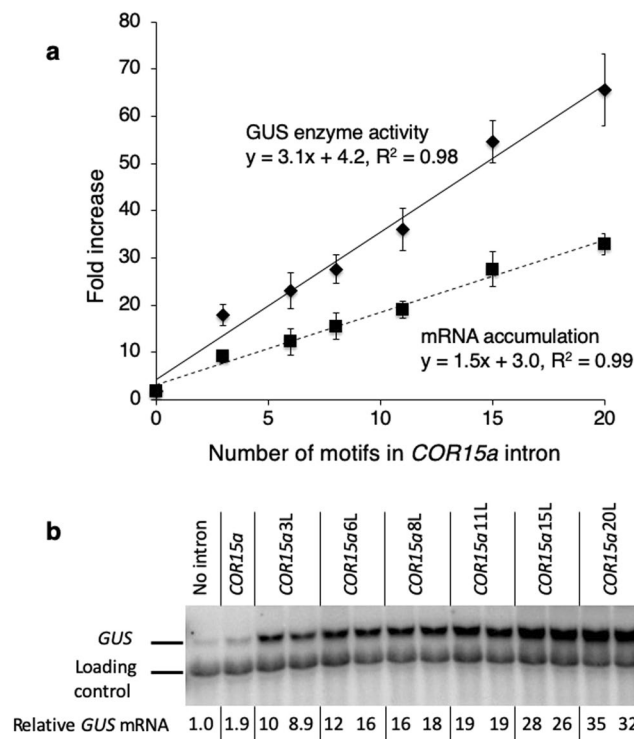 a
80
70
60
50
40
30
20
10
0
Fold increase
GUS enzyme activity
y = 3.1x + 4.2, R² = 0.98
mRNA accumulation
y = 1.5x + 3.0, R² = 0.99
0 5 10 15 20
Number of motifs in COR15a intron
b
No intron
COR15a
COR15a3L
COR15a6L
COR15a8L
COR15a11L
COR15a15L
COR15a20L
GUS
Loading
control
Relative GUS mRNA 1.0 1.9 10 8.9 12 16 16 18 19 19 28 26 35 32